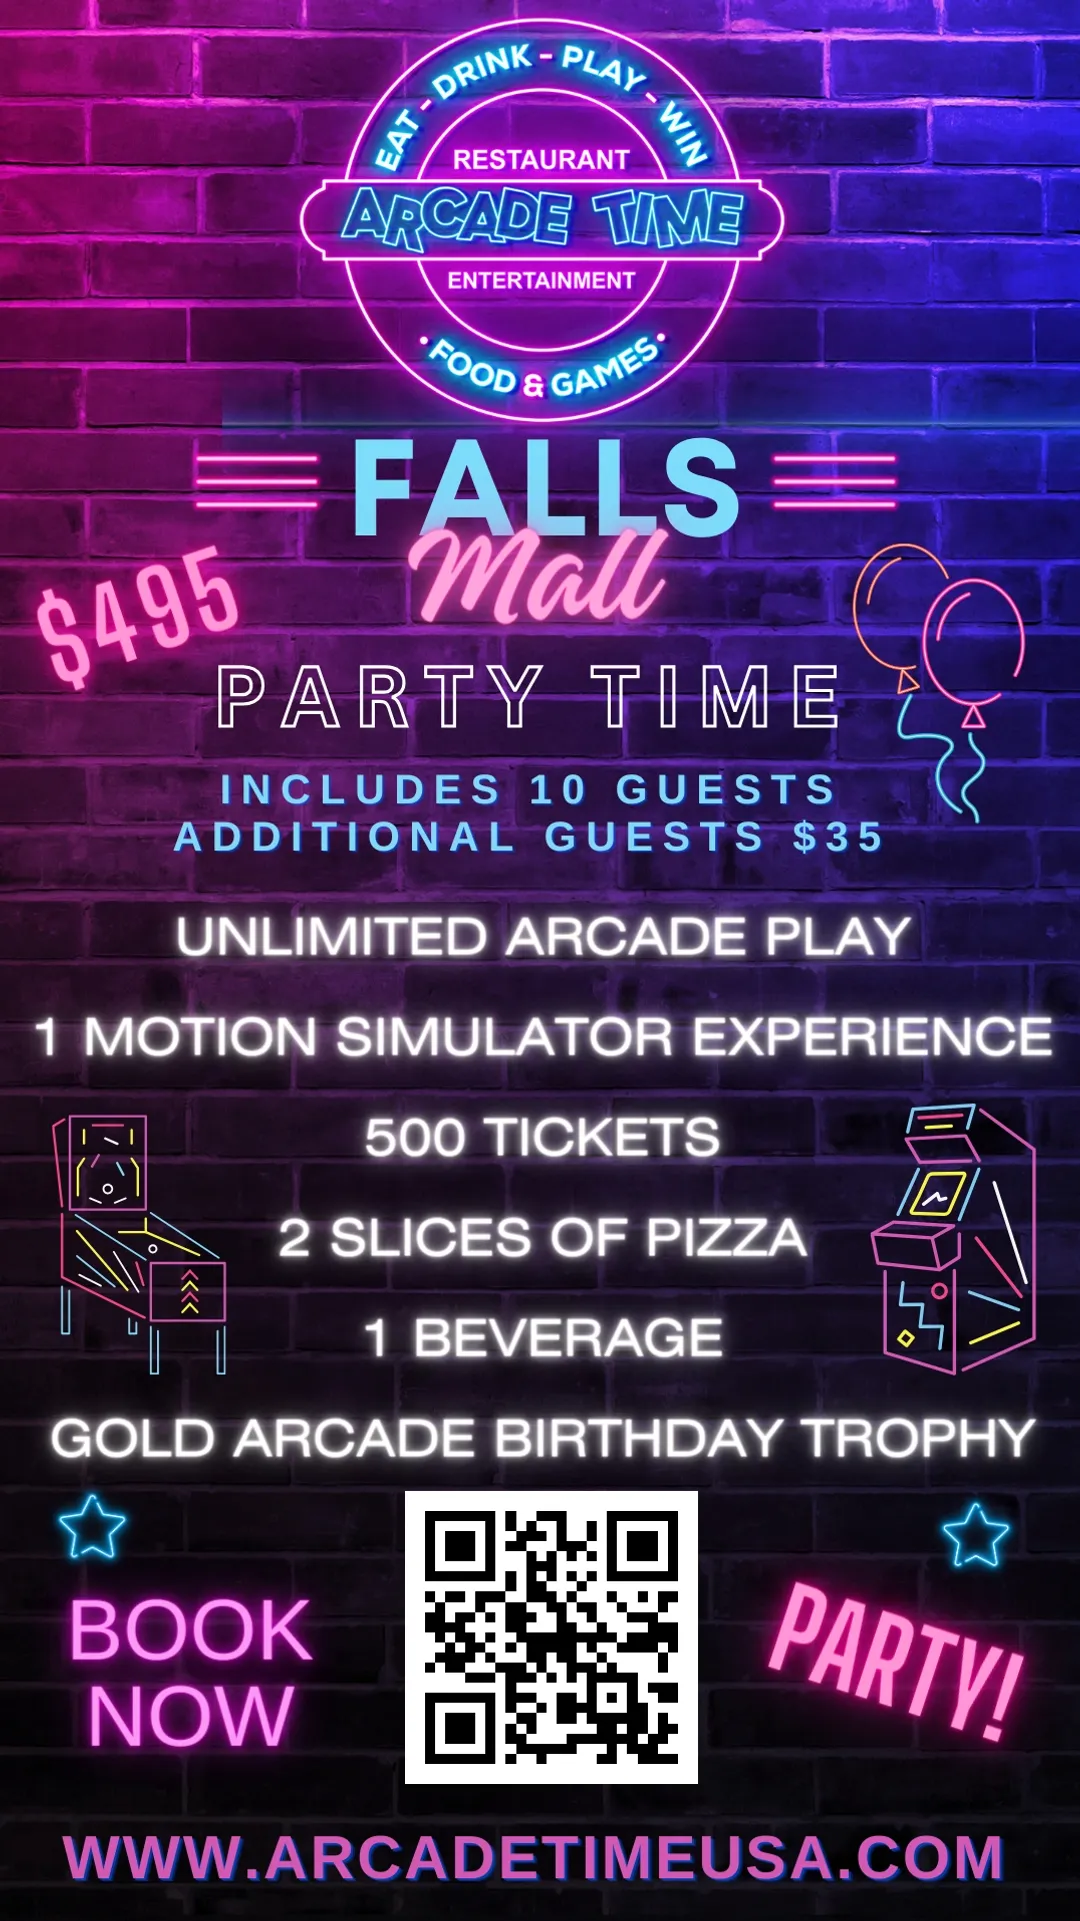 EAT - DRINK - PLAY - WIN
RESTAURANT
ARCADE TIME
ENTERTAINMENT
• FOOD & GAMES •
FALLS
Mall
$495
PARTY TIME
INCLUDES 10 GUESTS
ADDITIONAL GUESTS $35
UNLIMITED ARCADE PLAY
1 MOTION SIMULATOR EXPERIENCE
500 TICKETS
2 SLICES OF PIZZA
1 BEVERAGE
GOLD ARCADE BIRTHDAY TROPHY
BOOK
NOW
PARTY!
WWW.ARCADETIMEUSA.COM